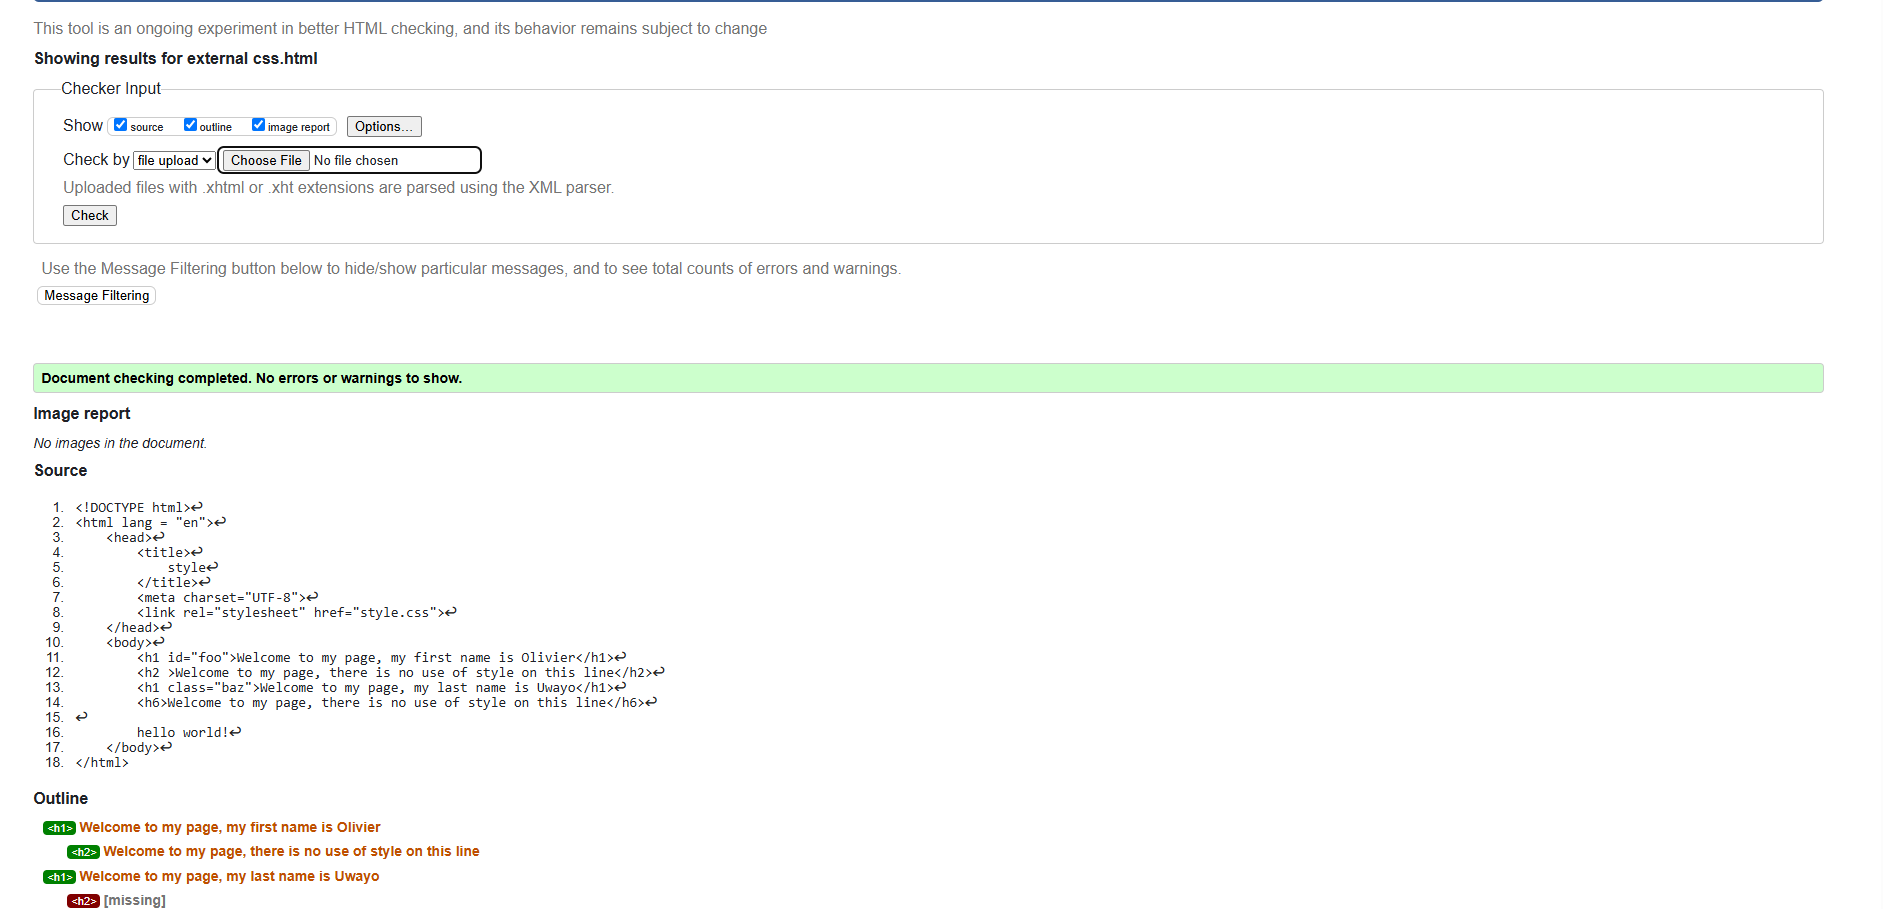 This tool is an ongoing experiment in better HTML checking, and its behavior remains subject to change
Showing results for external css.html
Checker Input
Show source outline image report Options...
Check by file upload Choose File No file chosen
Uploaded files with .xhtml or .xht extensions are parsed using the XML parser.
Check
Use the Message Filtering button below to hide/show particular messages, and to see total counts of errors and warnings.
Message Filtering
Document checking completed. No errors or warnings to show.
Image report
No images in the document.
Source
1. <!DOCTYPE html>↩
2. <html lang = "en">↩
3. <head>↩
4. <title>↩
5. style↩
6. </title>↩
7. <meta charset="UTF-8">↩
8. <link rel="stylesheet" href="style.css">↩
9. </head>↩
10. <body>↩
11. <h1 id="foo">Welcome to my page, my first name is Olivier</h1>↩
12. <h2 >Welcome to my page, there is no use of style on this line</h2>↩
13. <h1 class="baz">Welcome to my page, my last name is Uwayo</h1>↩
14. <h6>Welcome to my page, there is no use of style on this line</h6>↩
15. ↩
16. hello world!↩
17. </body>↩
18. </html>
Outline
<h1> Welcome to my page, my first name is Olivier
<h2> Welcome to my page, there is no use of style on this line
<h1> Welcome to my page, my last name is Uwayo
<h2> [missing]